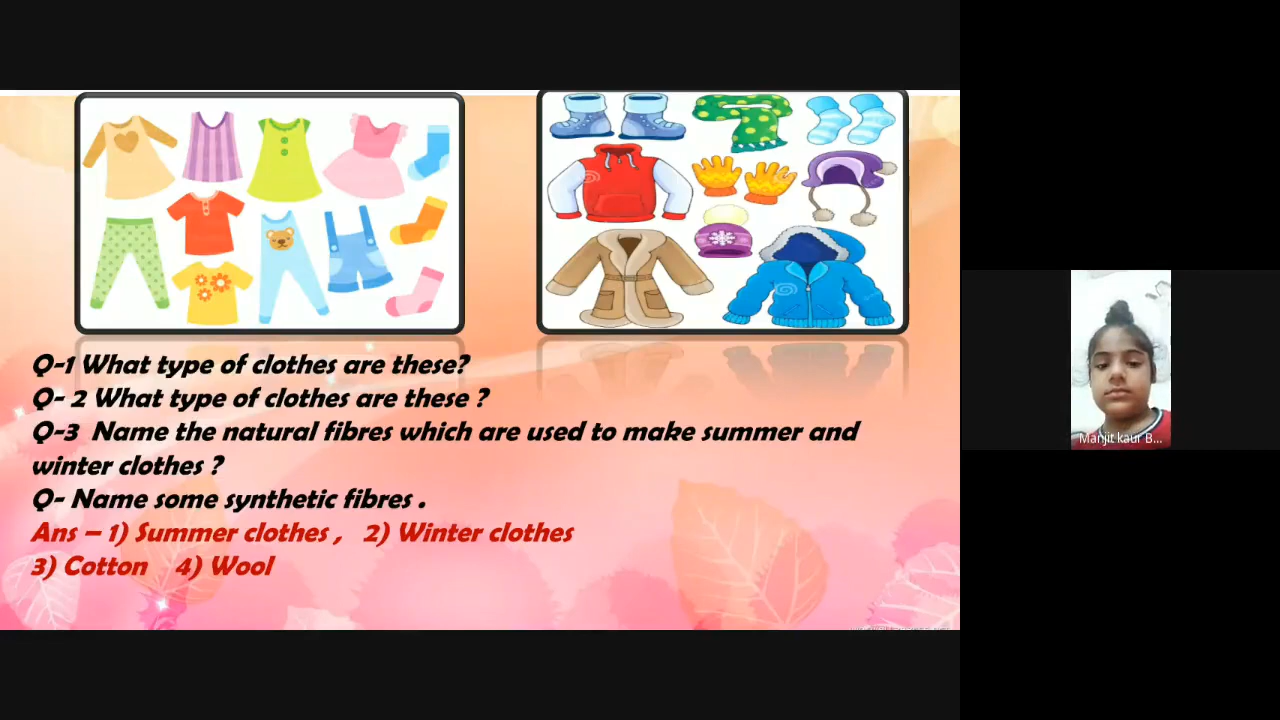 Q-1 What type of clothes are these?
Q- 2 What type of clothes are these ?
Q-3 Name the natural fibres which are used to make summer and
winter clothes ?
Q- Name some synthetic fibres .
Ans – 1) Summer clothes , 2) Winter clothes
3) Cotton 4) Wool
Manjit kaur B...